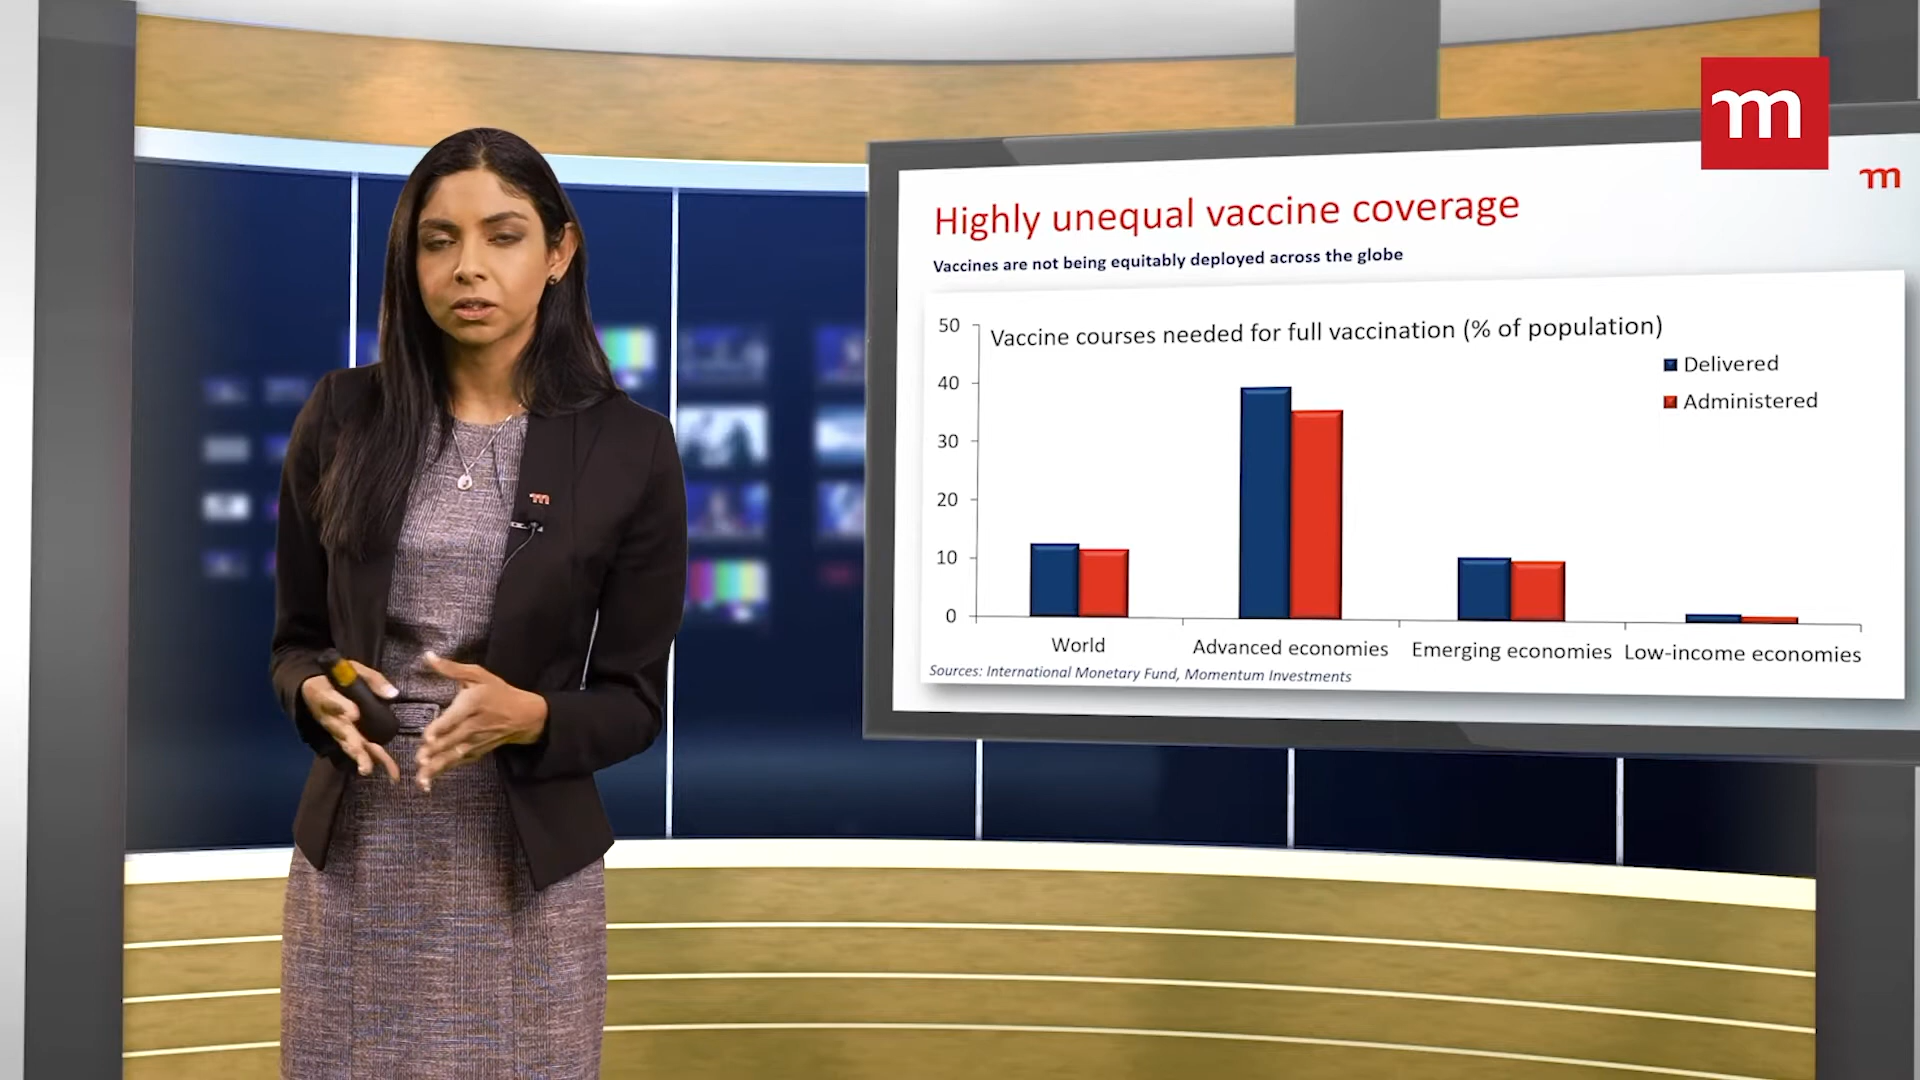 m
m
Highly unequal vaccine coverage
Vaccines are not being equitably deployed across the globe
Vaccine courses needed for full vaccination (% of population)
Delivered
Administered
50
40
30
20
10
0
World
Advanced economies
Emerging economies
Low-income economies
Sources: International Monetary Fund, Momentum Investments
m